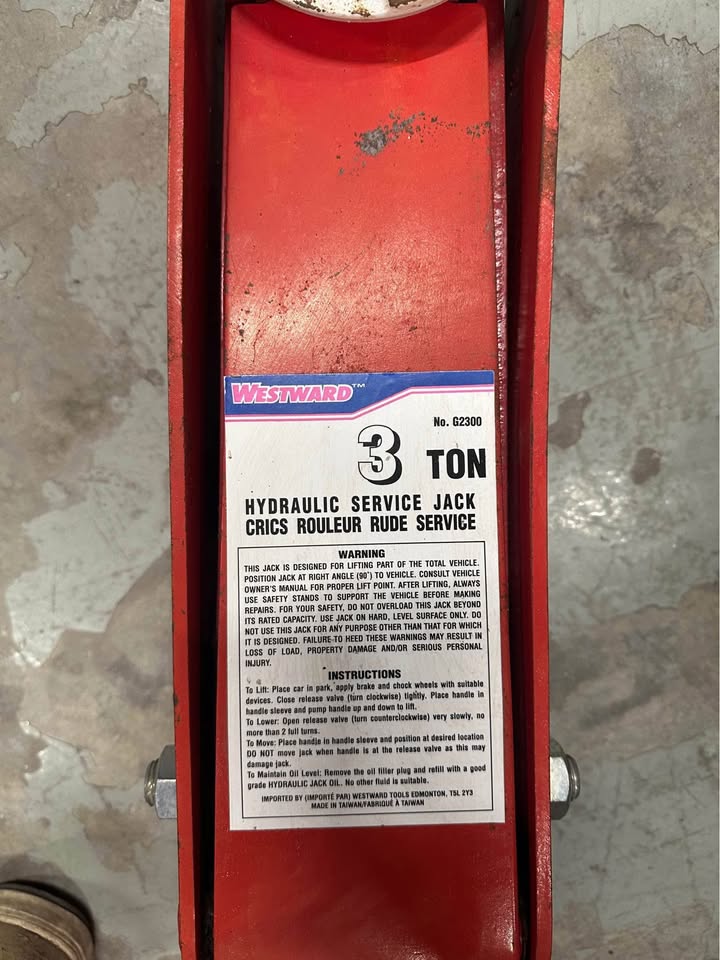 WESTWARD™
No. G2300
3 TON
HYDRAULIC SERVICE JACK
CRICS ROULEUR RUDE SERVICE
WARNING
THIS JACK IS DESIGNED FOR LIFTING PART OF THE TOTAL VEHICLE.
POSITION JACK AT RIGHT ANGLE (90°) TO VEHICLE. CONSULT VEHICLE
OWNER'S MANUAL FOR PROPER LIFT POINT. AFTER LIFTING, ALWAYS
USE SAFETY STANDS TO SUPPORT THE VEHICLE BEFORE MAKING
REPAIRS. FOR YOUR SAFETY, DO NOT OVERLOAD THIS JACK BEYOND
ITS RATED CAPACITY. USE JACK ON HARD, LEVEL SURFACE ONLY. DO
NOT USE THIS JACK FOR ANY PURPOSE OTHER THAN THAT FOR WHICH
IT IS DESIGNED. FAILURE TO HEED THESE WARNINGS MAY RESULT IN
LOSS OF LOAD, PROPERTY DAMAGE AND/OR SERIOUS PERSONAL
INJURY.
INSTRUCTIONS
To Lift: Place car in park, apply brake and chock wheels with suitable
devices. Close release valve (turn clockwise) tightly. Place handle in
handle sleeve and pump handle up and down to lift.
To Lower: Open release valve (turn counterclockwise) very slowly, no
more than 2 full turns.
To Move: Place handle in handle sleeve and position at desired location
DO NOT move jack when handle is at the release valve as this may
damage jack.
To Maintain Oil Level: Remove the oil filler plug and refill with a good
grade HYDRAULIC JACK OIL. No other fluid is suitable.
IMPORTED BY (IMPORTÉ PAR) WESTWARD TOOLS EDMONTON, T5L 2Y3
MADE IN TAIWAN/FABRIQUÉ À TAIWAN